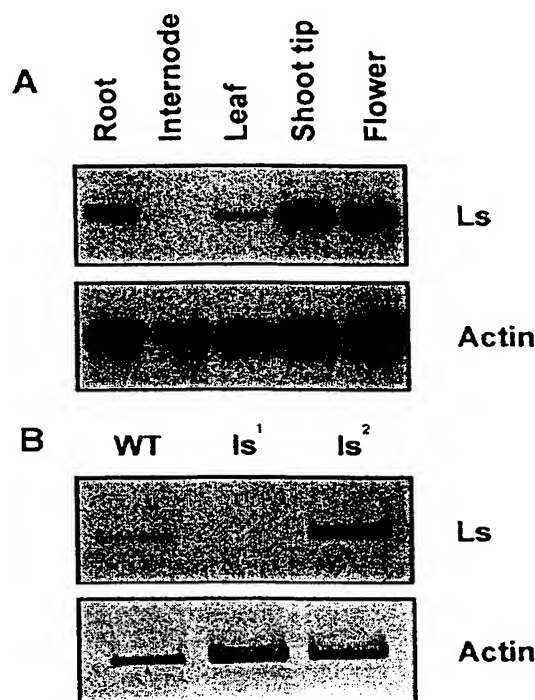 A
Root
Internode
Leaf
Shoot tip
Flower
Ls
Actin
B
WT ls¹ ls²
Ls
Actin